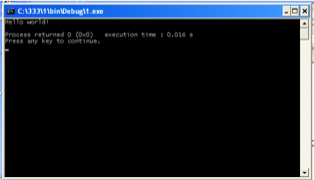 C:\333\1\bin\Debug\1.exe
Hello world!
Process returned 0 (0x0)   execution time : 0.016 s
Press any key to continue.